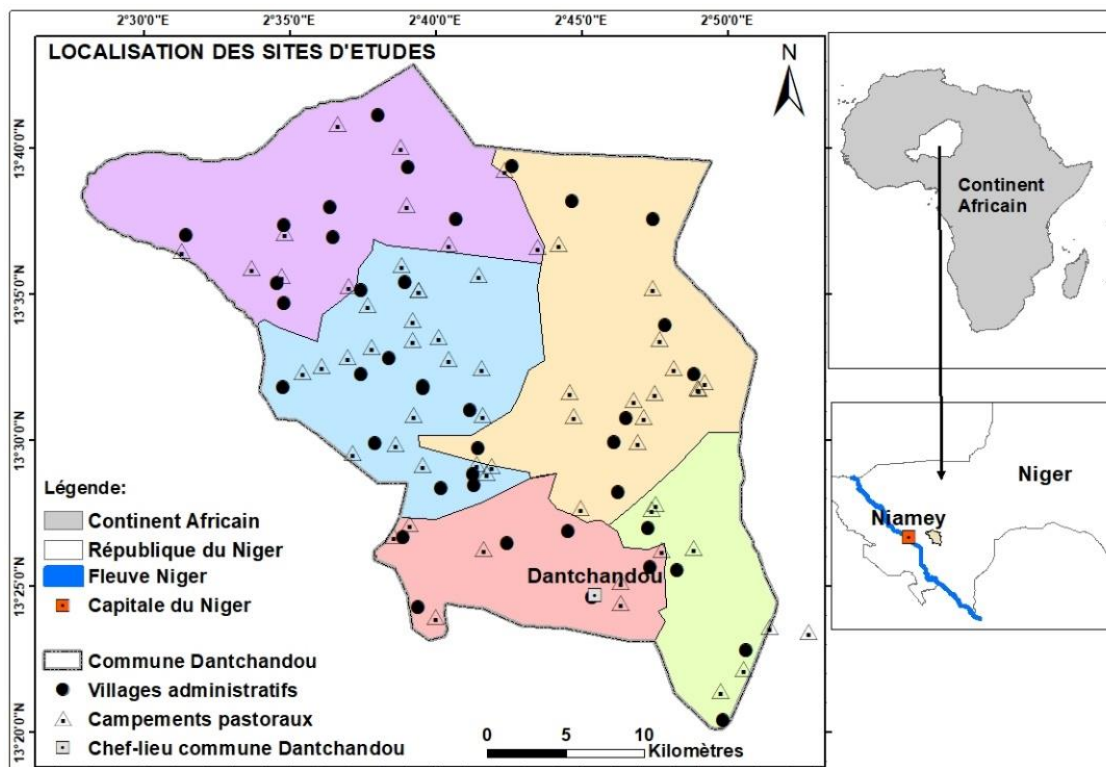 2°30'0"E 2°35'0"E 2°40'0"E 2°45'0"E 2°50'0"E
LOCALISATION DES SITES D'ETUDES
N
13°40'0"N
13°35'0"N
13°30'0"N
13°25'0"N
13°20'0"N
Dantchandou
Légende:
Continent Africain
République du Niger
Fleuve Niger
Capitale du Niger
Commune Dantchandou
Villages administratifs
Campements pastoraux
Chef-lieu commune Dantchandou
0 5 10
Kilomètres
Continent
Africain
Niger
Niamey